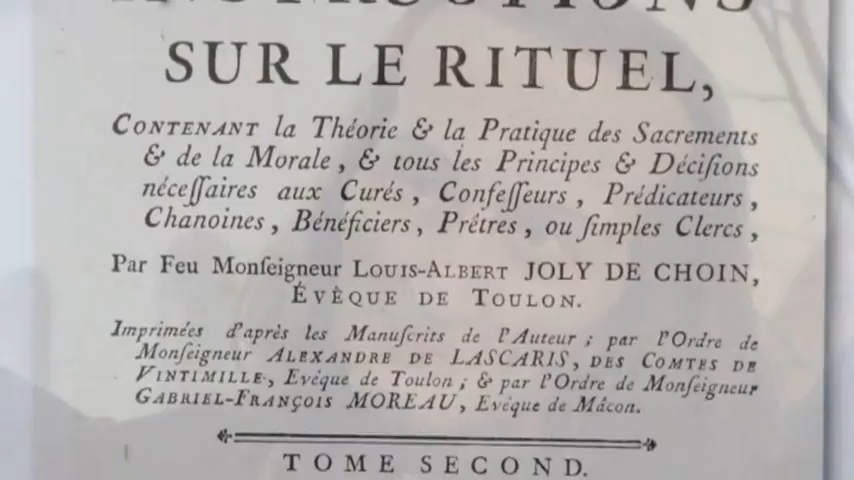 INSTRUCTIONS
SUR LE RITUEL,
CONTENANT la Théorie & la Pratique des Sacrements
& de la Morale, & tous les Principes & Déciſions
néceſſaires aux Curés, Confeſſeurs, Prédicateurs,
Chanoines, Bénéficiers, Prêtres, ou ſimples Clercs,
Par Feu Monſeigneur LOUIS-ALBERT JOLY DE CHOIN,
ÉVÊQUE DE TOULON.
Imprimées d'après les Manuſcrits de l'Auteur; par l'Ordre de
Monſeigneur ALEXANDRE DE LASCARIS, DES COMTES DE
VINTIMILLE, Evêque de Toulon; & par l'Ordre de Monſeigneur
GABRIEL-FRANÇOIS MOREAU, Evêque de Mâcon.
TOME SECOND.